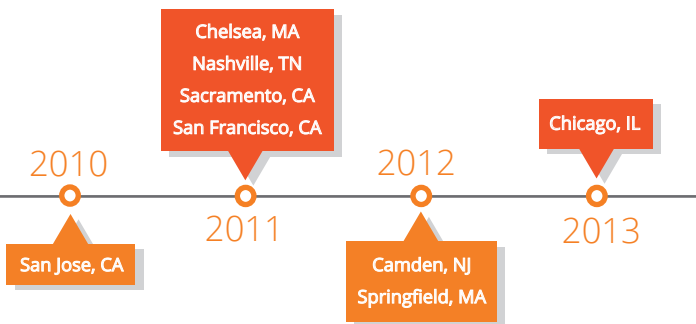 Chelsea, MA
Nashville, TN
Sacramento, CA
San Francisco, CA
Chicago, IL
2010
2012
2011
2013
San Jose, CA
Camden, NJ
Springfield, MA